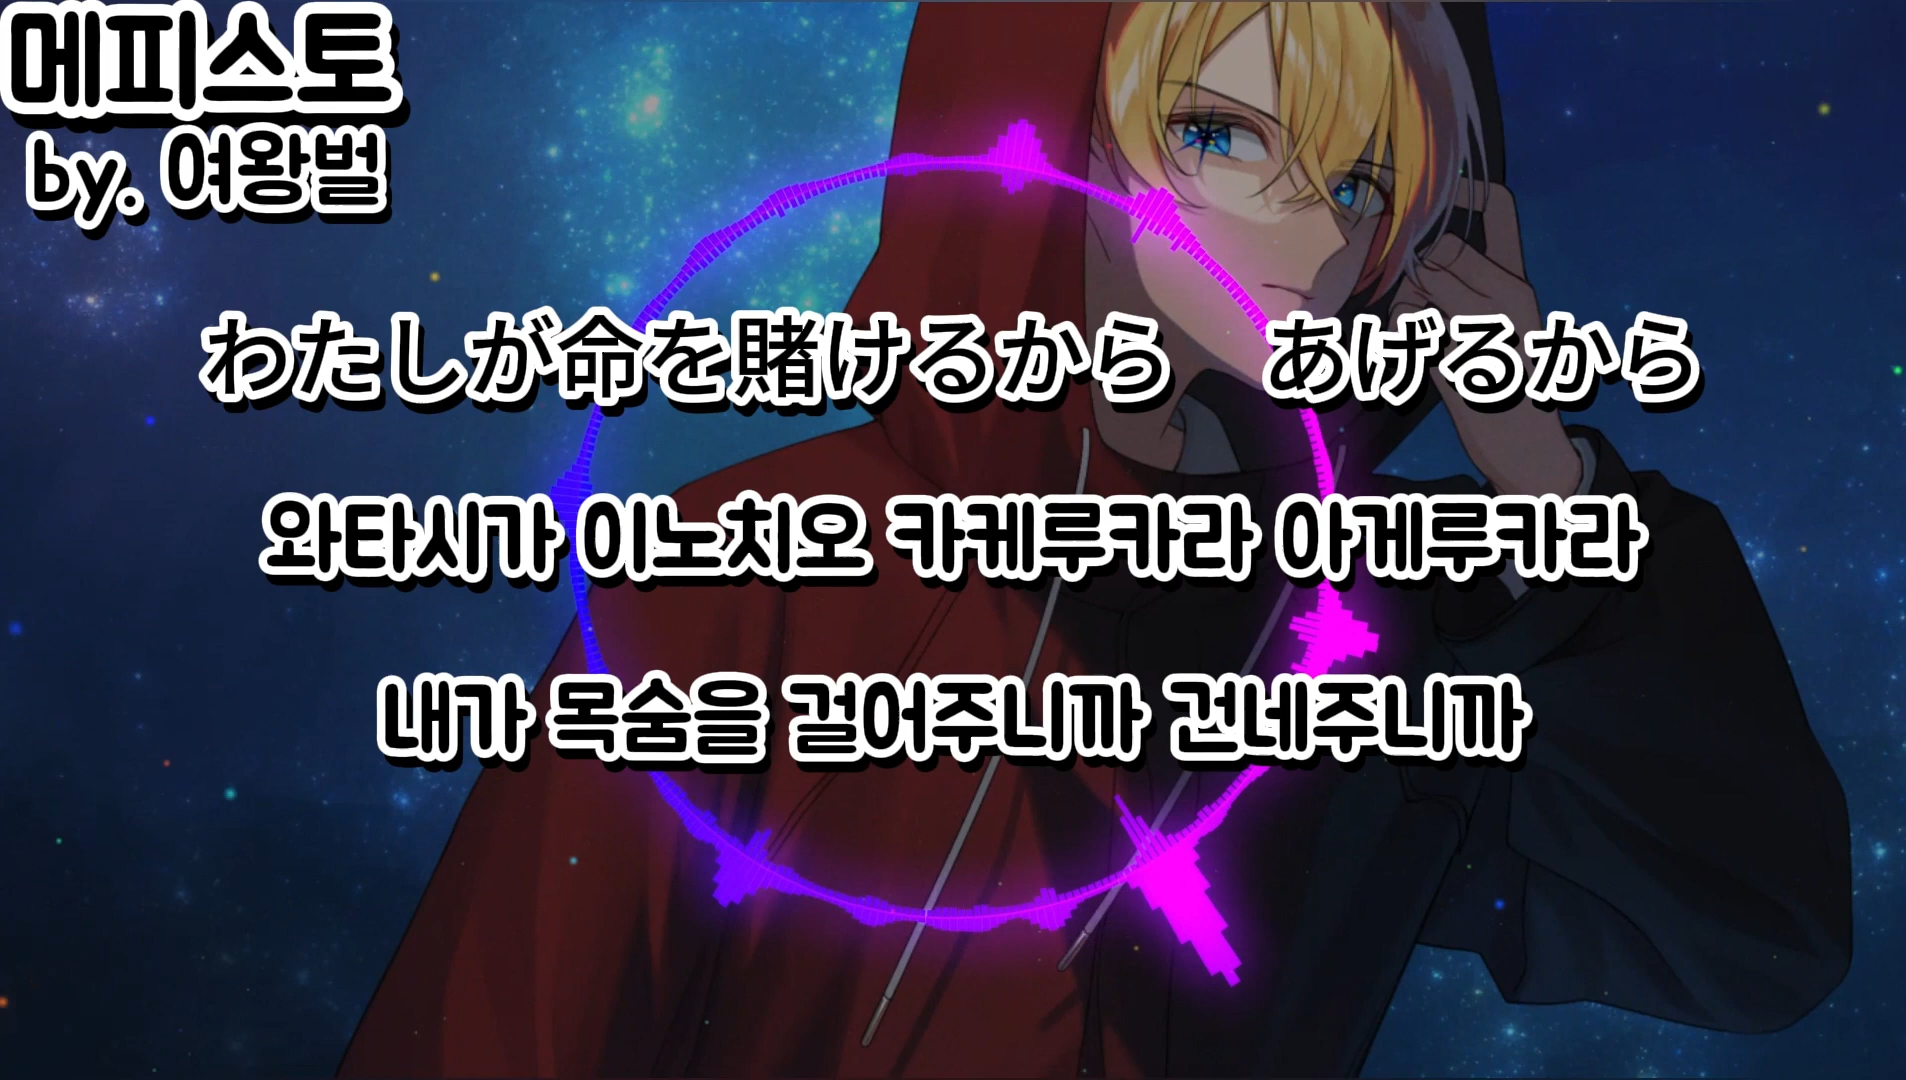 메피스토
by. 여왕벌
わたしが命を賭けるから　あげるから
와타시가 이노치오 카케루카라 아게루카라
내가 목숨을 걸어주니까 건네주니까